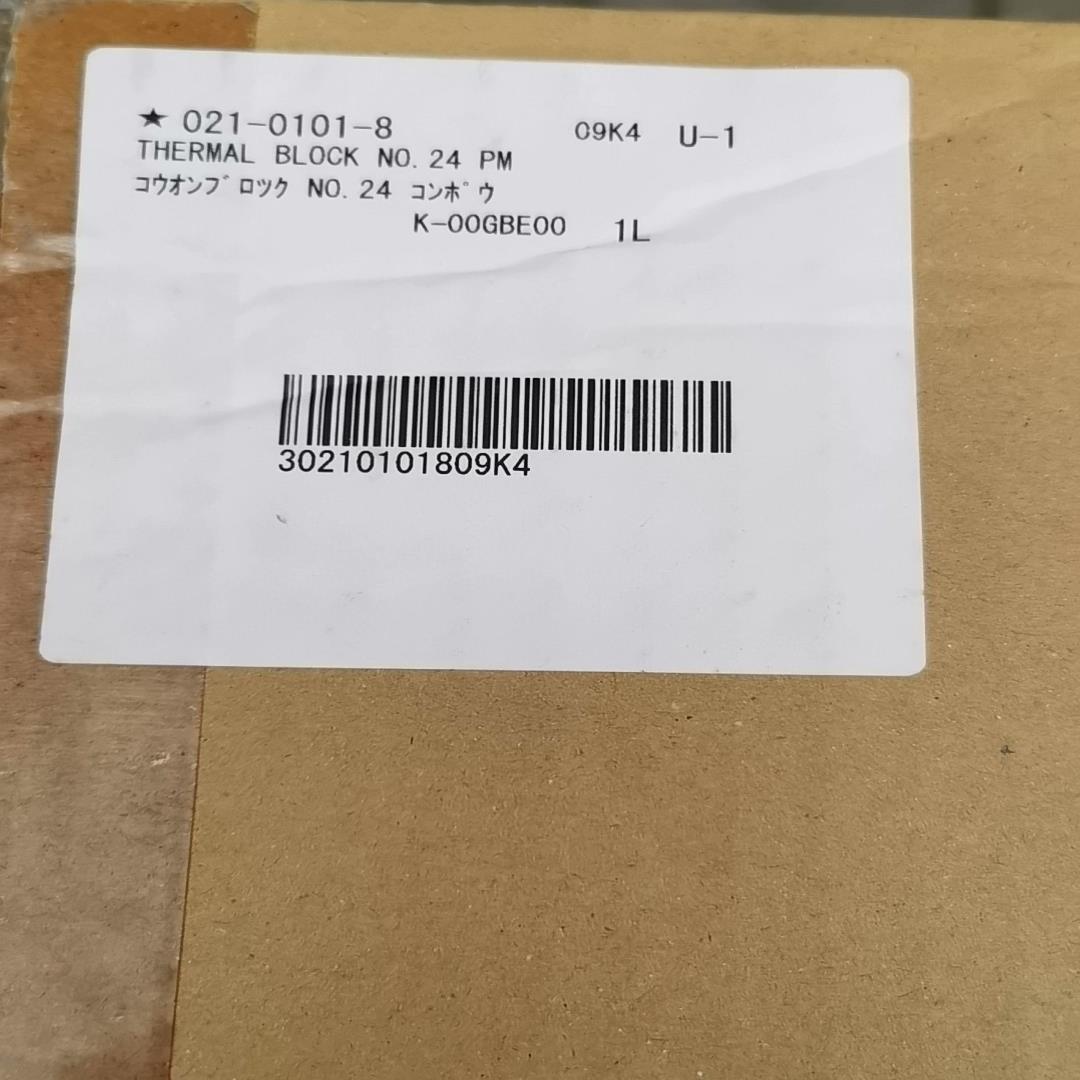 ★ 021-0101-8 09K4 U-1
THERMAL BLOCK NO. 24 PM
コウオンブロック NO. 24 コンポウ
K-00GBE00 1L
30210101809K4